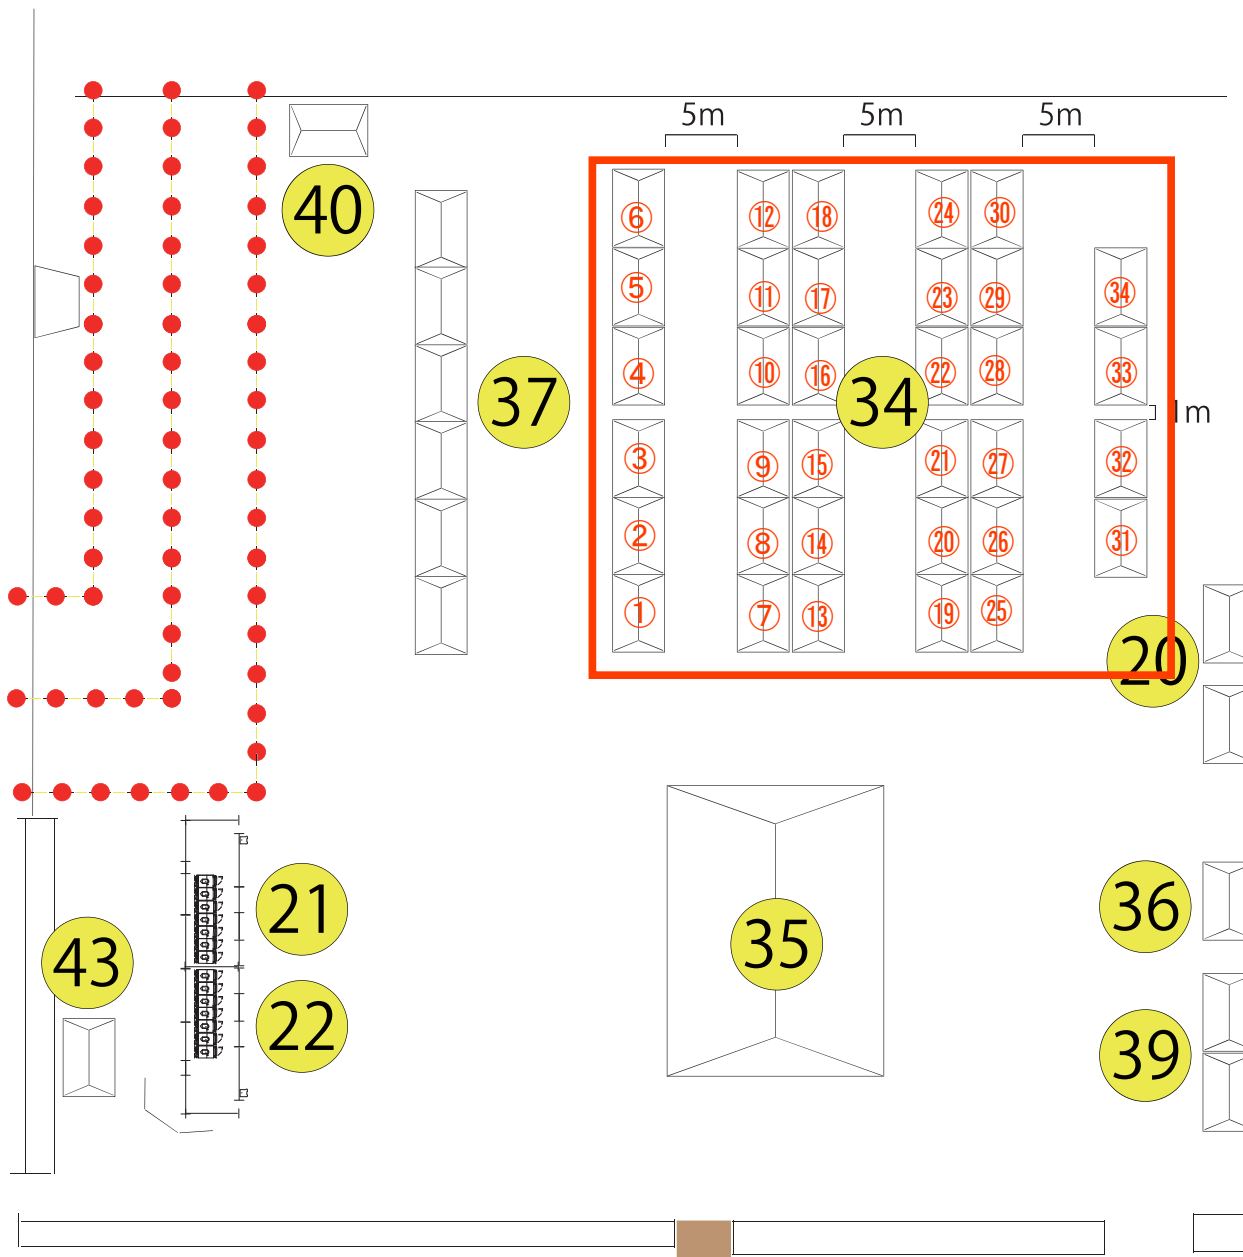 5m 5m 5m
40
⑥ ⑫ ⑱ ㉔ ㉚
⑤ ⑪ ⑰ ㉓ ㉙ ㉞
④ ⑩ ⑯ ㉒ ㉘ ㉝
37 34
1m
③ ⑨ ⑮ ㉑ ㉗ ㉜
② ⑧ ⑭ ⑳ ㉖ ㉛
① ⑦ ⑬ ⑲ ㉕
20
21 36
35
43
22 39